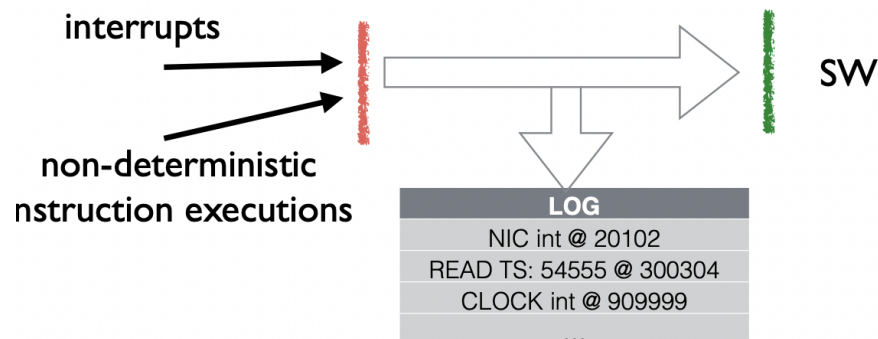 interrupts
SW
non-deterministic
nstruction executions
LOG
NIC int @ 20102
READ TS: 54555 @ 300304
CLOCK int @ 909999
...